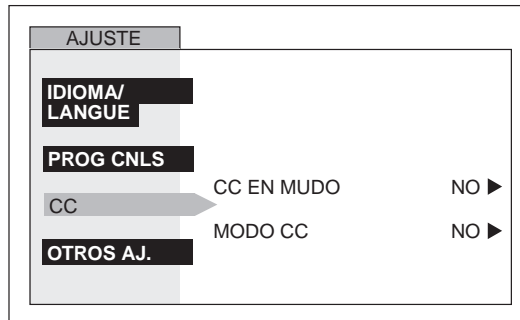 AJUSTE
IDIOMA/
LANGUE
PROG CNLS
CC
CC EN MUDO NO ▶
MODO CC NO ▶
OTROS AJ.